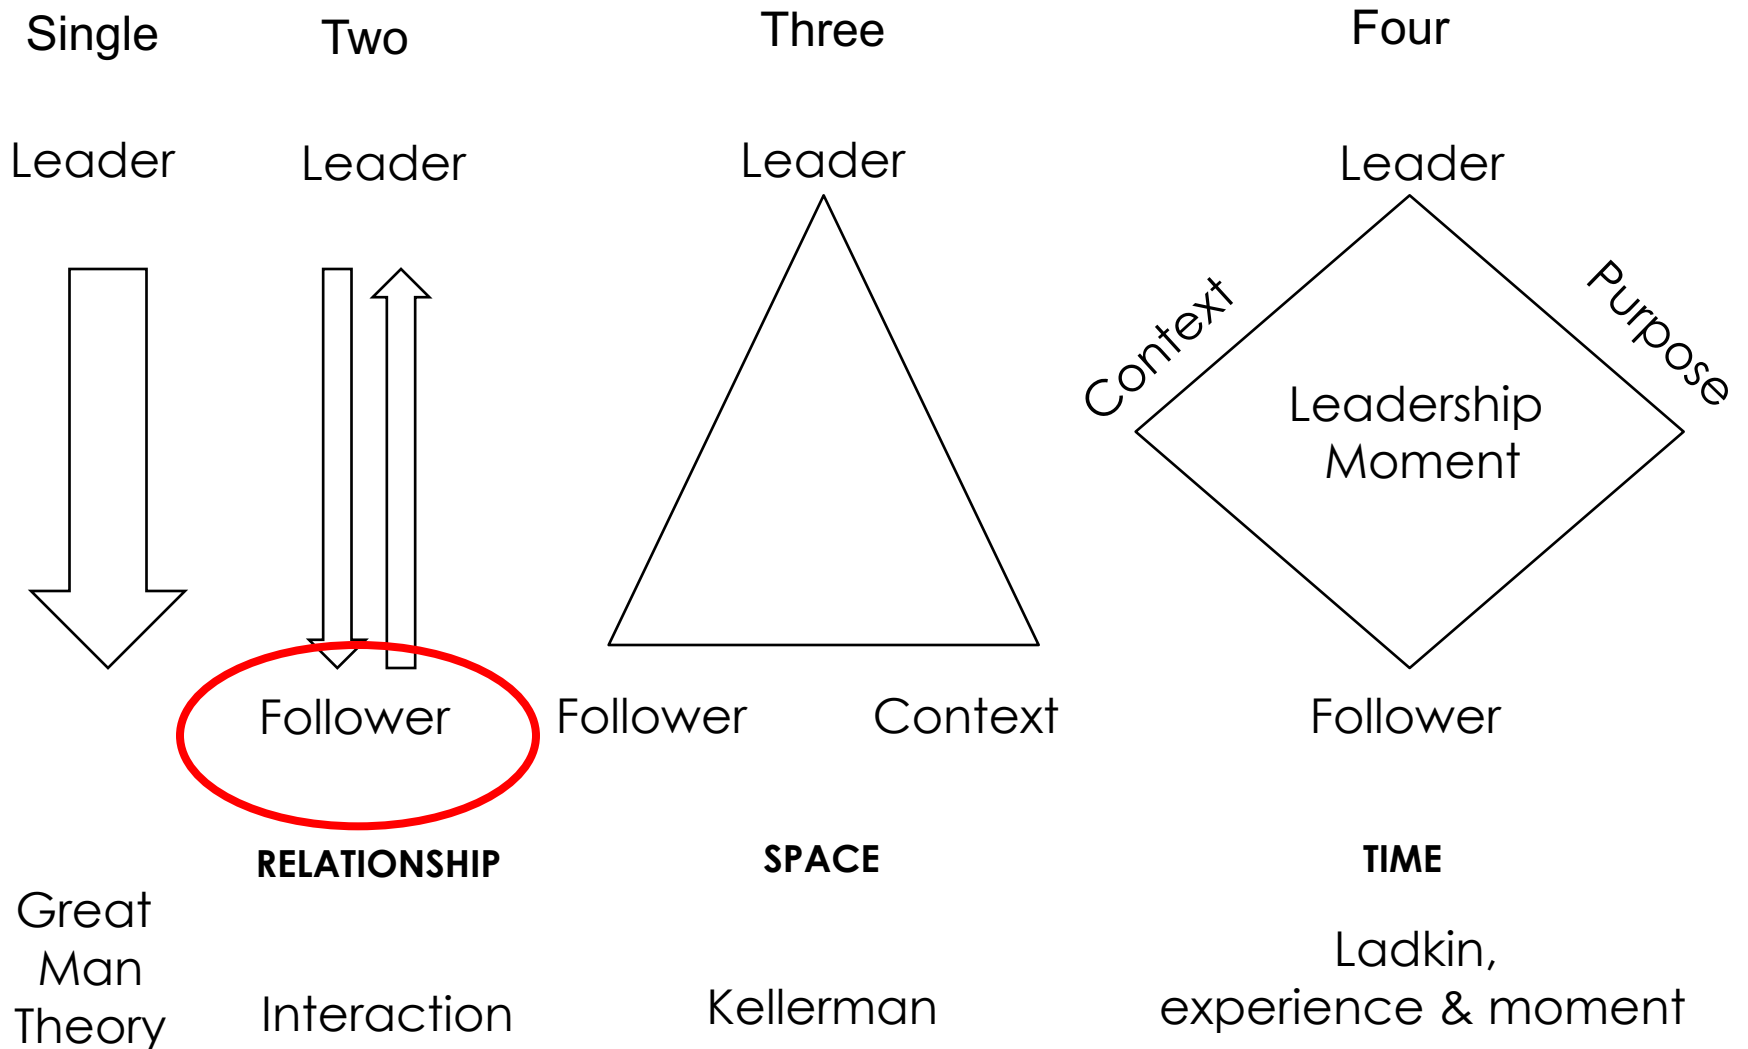 Single
Two
Three
Four
Leader
Leader
Leader
Leader
Context
Purpose
Leadership
Moment
Follower
Follower
Context
Follower
RELATIONSHIP
SPACE
TIME
Great
Man
Theory
Interaction
Kellerman
Ladkin,
experience & moment